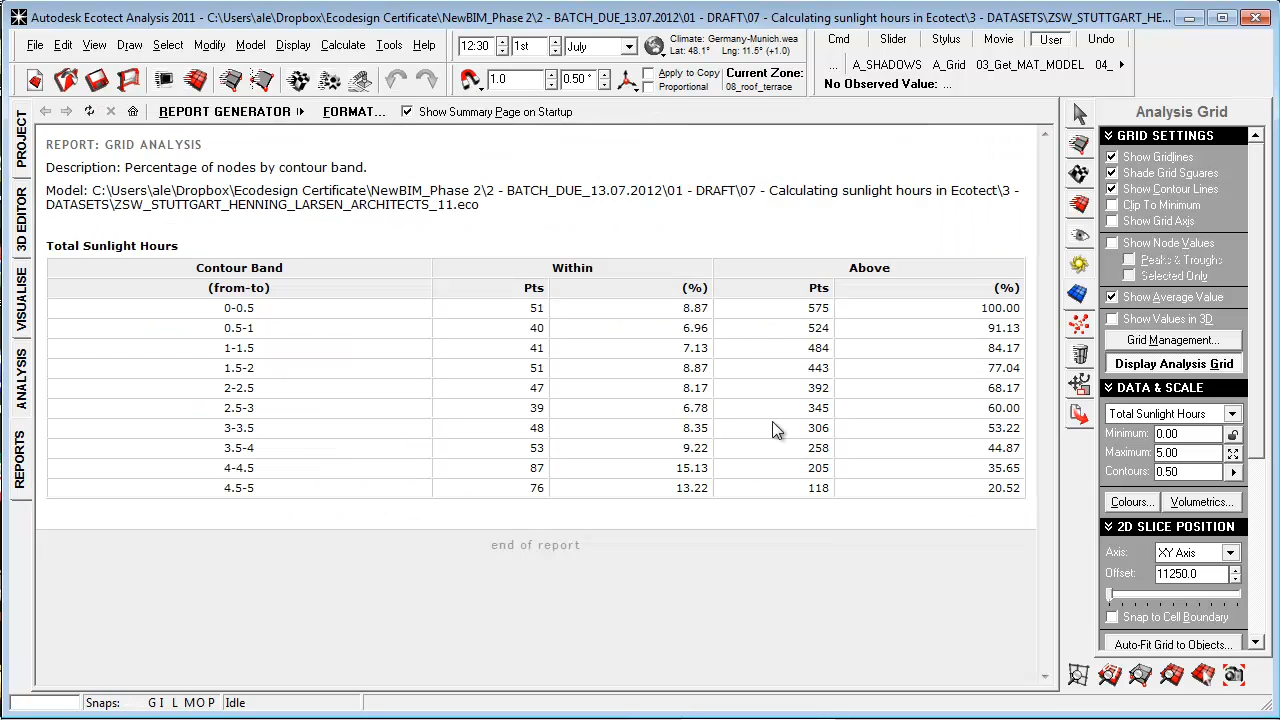 Autodesk Ecotect Analysis 2011 - C:\Users\ale\Dropbox\Ecodesign Certificate\NewBIM_Phase 2\2 - BATCH_DUE_13.07.2012\01 - DRAFT\07 - Calculating sunlight hours in Ecotect\3 - DATASETS\ZSW_STUTTGART_HE...
File Edit View Draw Select Modify Model Display Calculate Tools Help
12:30 1st July
Climate: Germany-Munich.wea
Lat: 48.1° Lng: 11.5° (+1.0)
Cmd Slider Stylus Movie User Undo
... A_SHADOWS A_Grid 03_Get_MAT_MODEL 04_
No Observed Value: ...
1.0 0.50 °
Apply to Copy
Proportional
Current Zone:
08_roof_terrace
REPORT GENERATOR FORMAT... Show Summary Page on Startup
PROJECT
3D EDITOR
VISUALISE
ANALYSIS
REPORTS
REPORT: GRID ANALYSIS
Description: Percentage of nodes by contour band.
Model: C:\Users\ale\Dropbox\Ecodesign Certificate\NewBIM_Phase 2\2 - BATCH_DUE_13.07.2012\01 - DRAFT\07 - Calculating sunlight hours in Ecotect\3 -
DATASETS\ZSW_STUTTGART_HENNING_LARSEN_ARCHITECTS_11.eco
Total Sunlight Hours
Contour Band Within Above
(from-to) Pts (%) Pts (%)
0-0.5 51 8.87 575 100.00
0.5-1 40 6.96 524 91.13
1-1.5 41 7.13 484 84.17
1.5-2 51 8.87 443 77.04
2-2.5 47 8.17 392 68.17
2.5-3 39 6.78 345 60.00
3-3.5 48 8.35 306 53.22
3.5-4 53 9.22 258 44.87
4-4.5 87 15.13 205 35.65
4.5-5 76 13.22 118 20.52
end of report
Analysis Grid
GRID SETTINGS
Show Gridlines
Shade Grid Squares
Show Contour Lines
Clip To Minimum
Show Grid Axis
Show Node Values
Peaks & Troughs
Selected Only
Show Average Value
Show Values in 3D
Grid Management...
Display Analysis Grid
DATA & SCALE
Total Sunlight Hours
Minimum: 0.00
Maximum: 5.00
Contours: 0.50
Colours... Volumetrics...
2D SLICE POSITION
Axis: XY Axis
Offset: 11250.0
Snap to Cell Boundary
Auto-Fit Grid to Objects...
Snaps: G I L M O P Idle